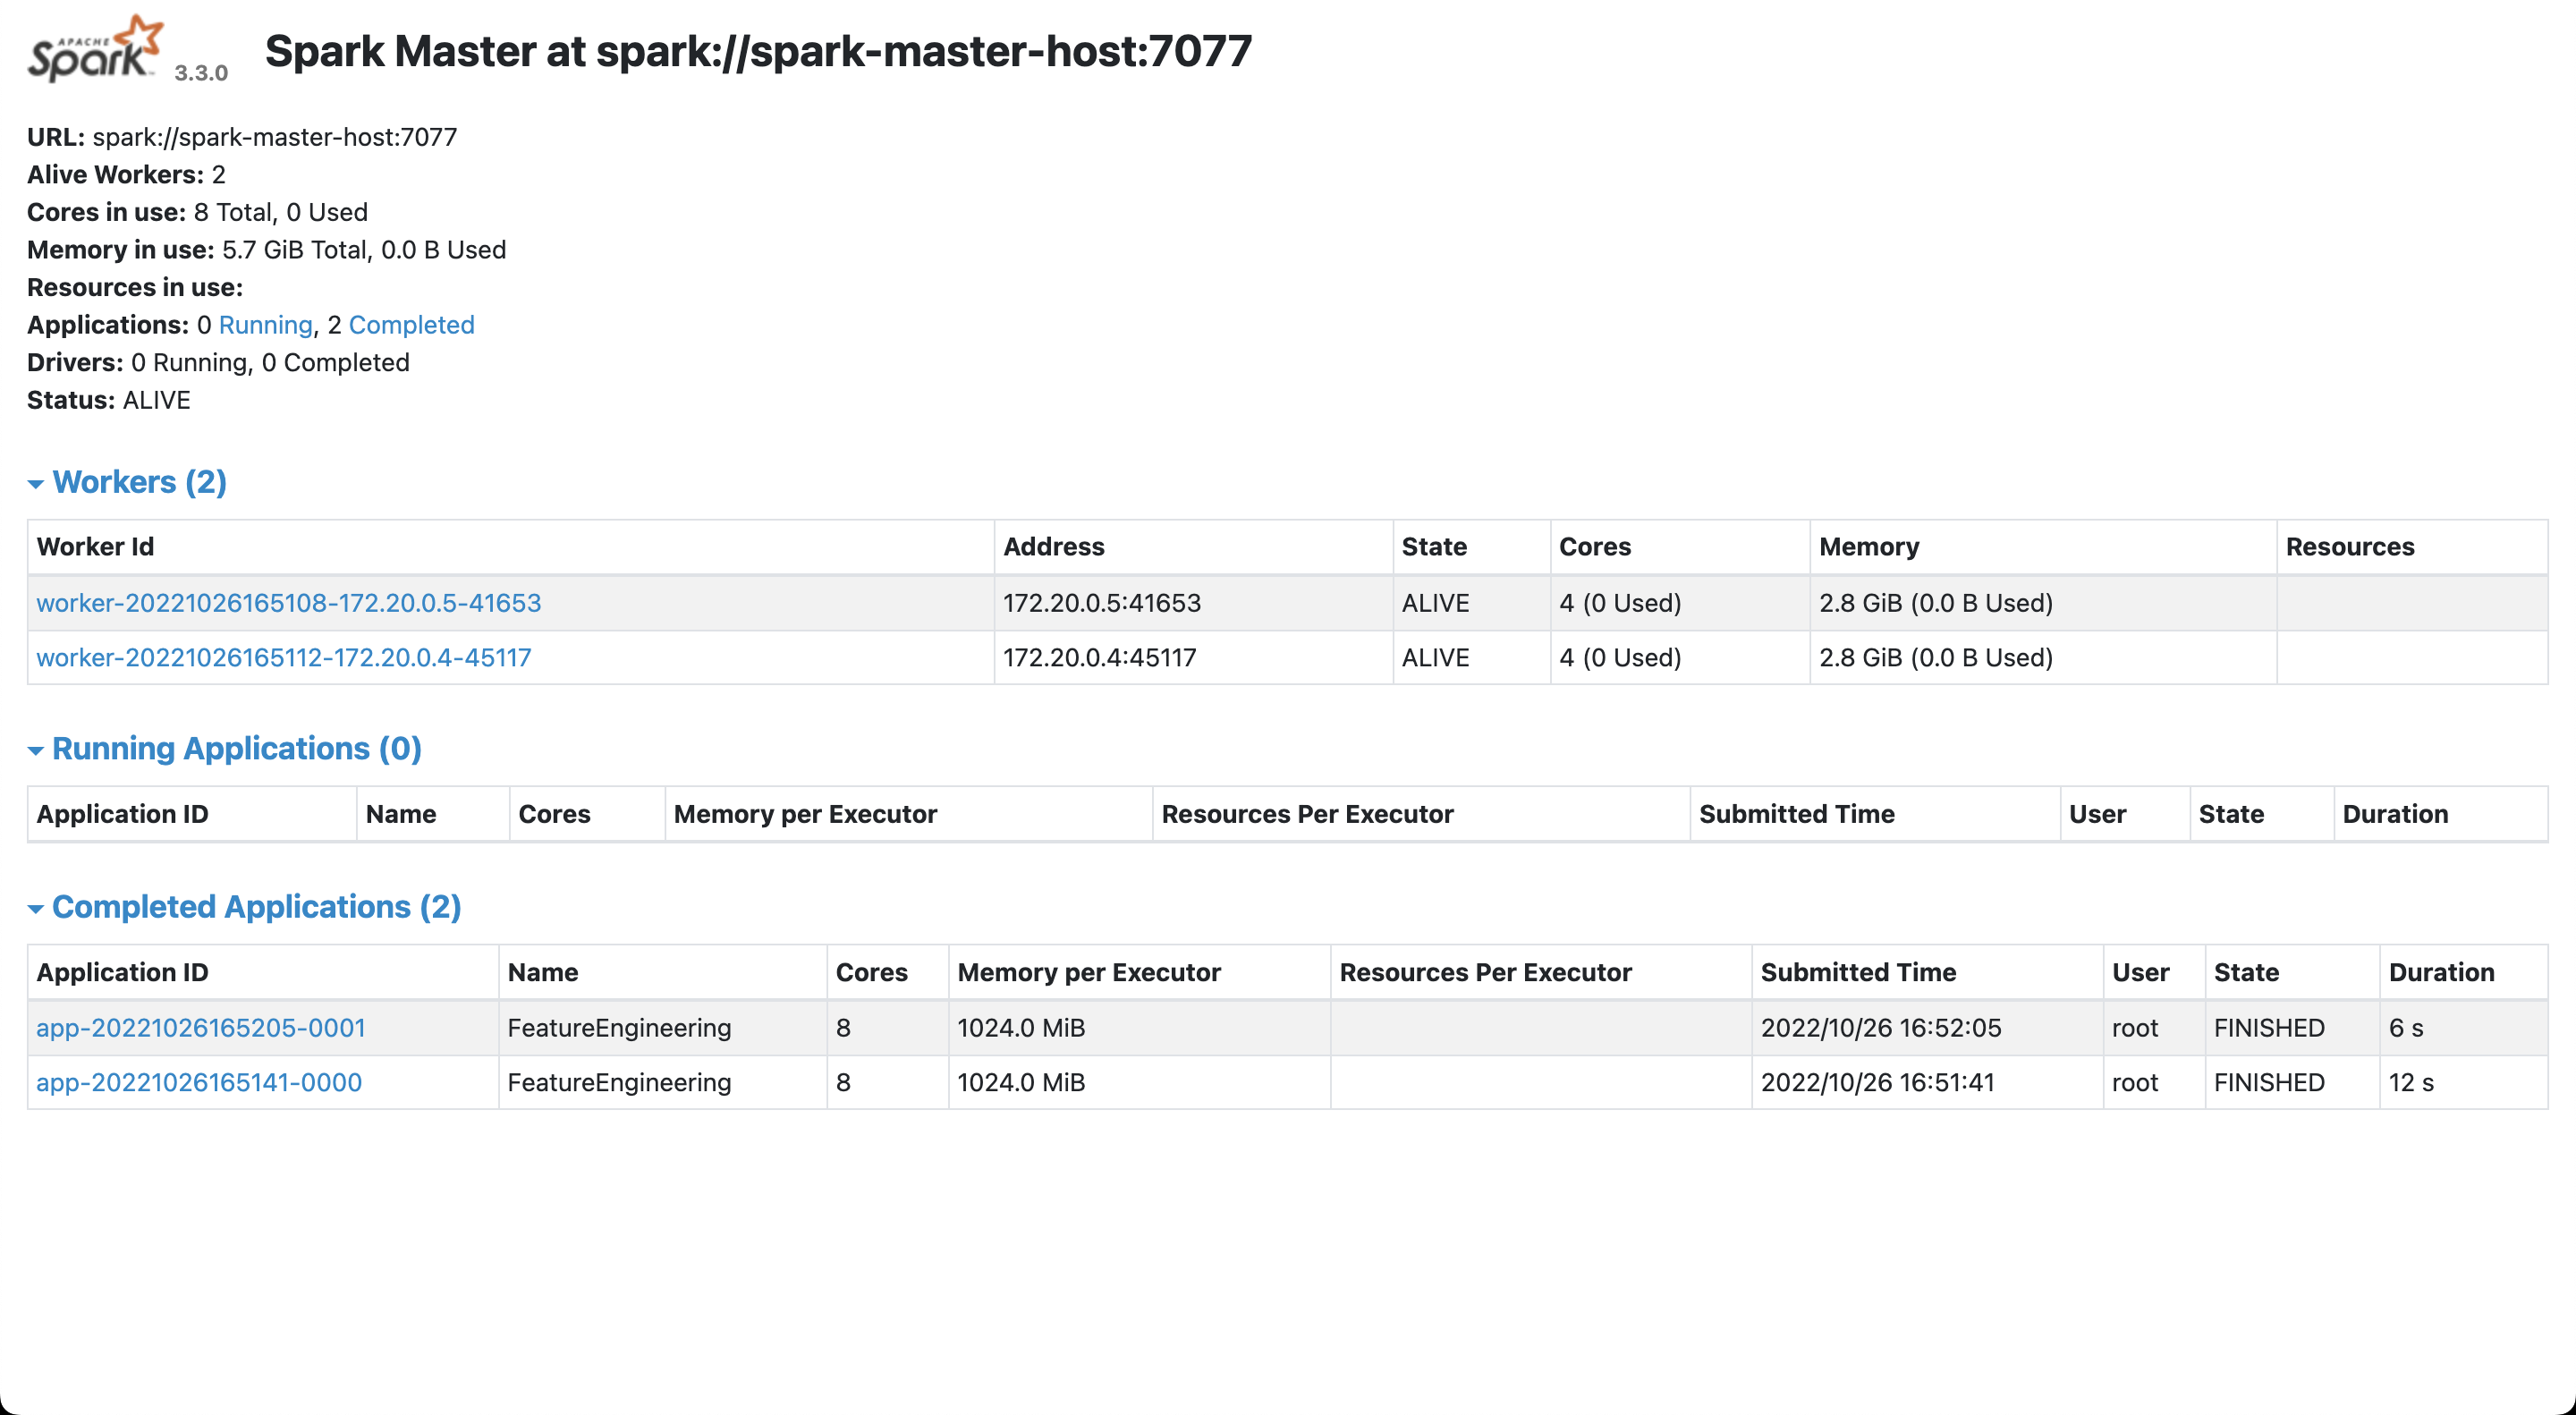 APACHE
Spark 3.3.0 Spark Master at spark://spark-master-host:7077
URL: spark://spark-master-host:7077
Alive Workers: 2
Cores in use: 8 Total, 0 Used
Memory in use: 5.7 GiB Total, 0.0 B Used
Resources in use:
Applications: 0 Running, 2 Completed
Drivers: 0 Running, 0 Completed
Status: ALIVE
Workers (2)
Worker Id Address State Cores Memory Resources
worker-20221026165108-172.20.0.5-41653 172.20.0.5:41653 ALIVE 4 (0 Used) 2.8 GiB (0.0 B Used)
worker-20221026165112-172.20.0.4-45117 172.20.0.4:45117 ALIVE 4 (0 Used) 2.8 GiB (0.0 B Used)
Running Applications (0)
Application ID Name Cores Memory per Executor Resources Per Executor Submitted Time User State Duration
Completed Applications (2)
Application ID Name Cores Memory per Executor Resources Per Executor Submitted Time User State Duration
app-20221026165205-0001 FeatureEngineering 8 1024.0 MiB 2022/10/26 16:52:05 root FINISHED 6 s
app-20221026165141-0000 FeatureEngineering 8 1024.0 MiB 2022/10/26 16:51:41 root FINISHED 12 s